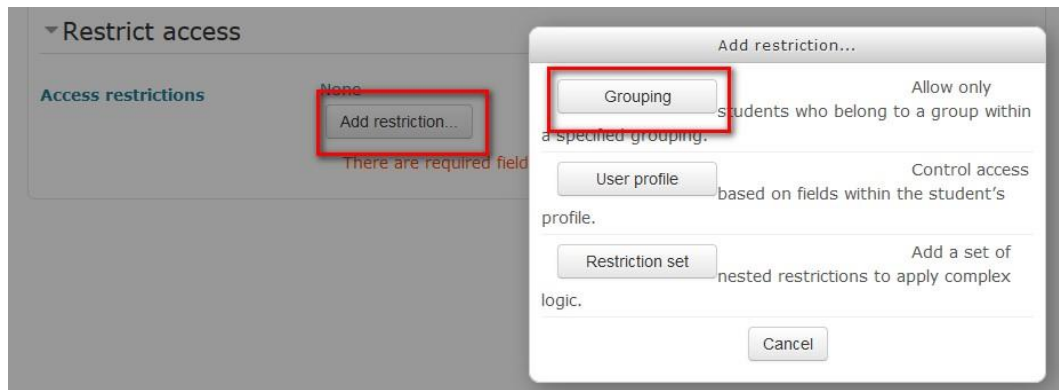 Restrict access
Access restrictions
None
Add restriction...
There are required field
Add restriction...
Grouping
Allow only
students who belong to a group within
a specified grouping.
User profile
Control access
based on fields within the student's
profile.
Restriction set
Add a set of
nested restrictions to apply complex
logic.
Cancel